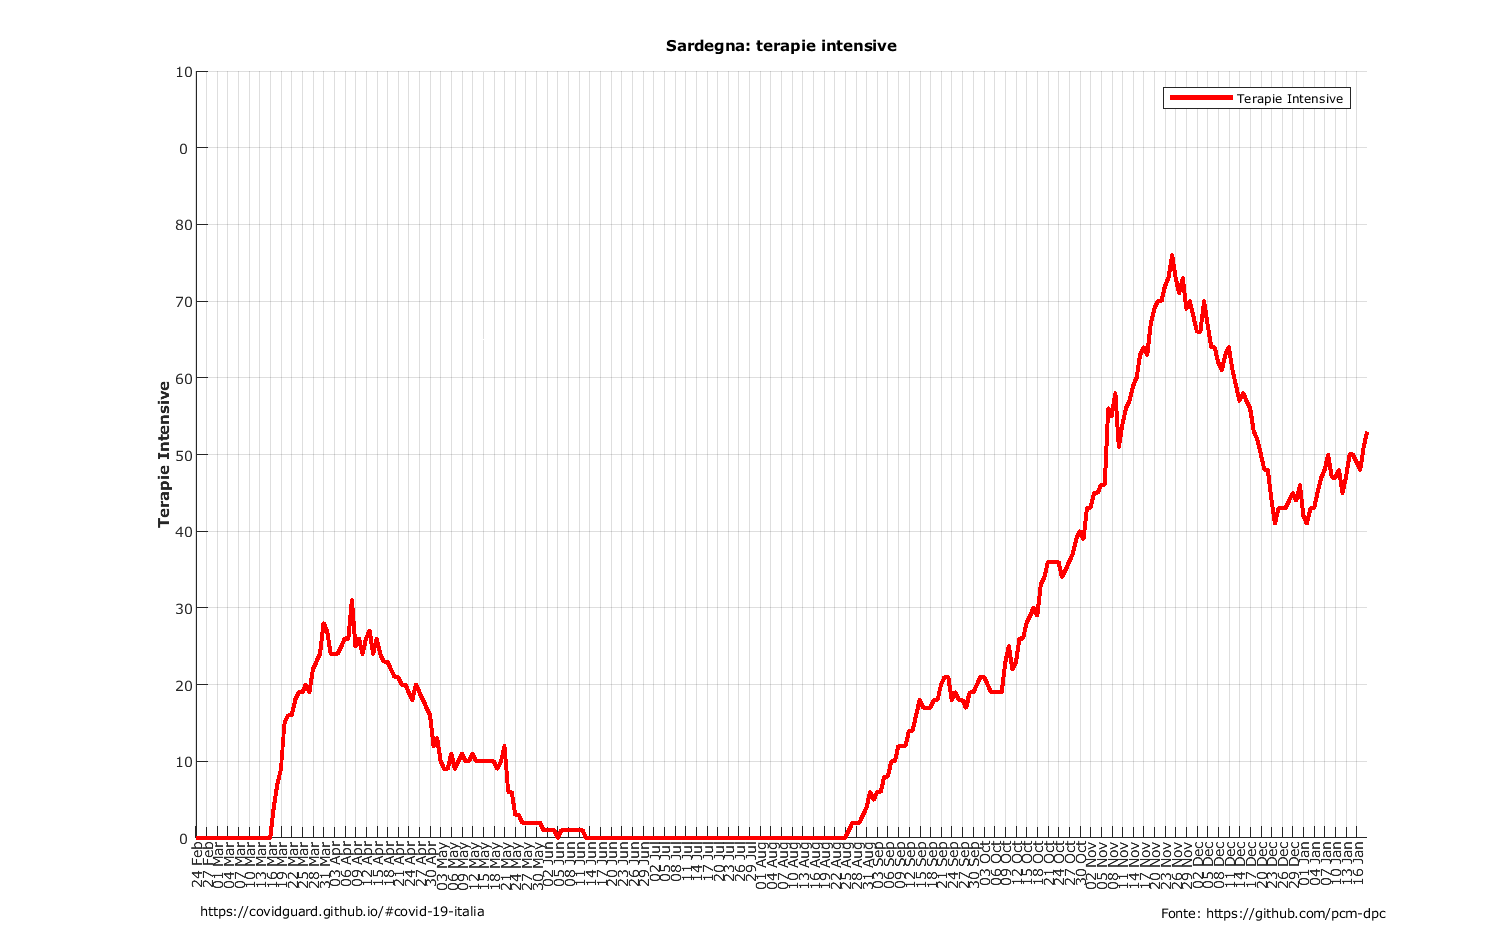 Sardegna: terapie intensive
Terapie Intensive
Terapie Intensive
10
0
80
70
60
50
40
30
20
10
0
24 Feb
27 Feb
01 Mar
04 Mar
07 Mar
10 Mar
13 Mar
16 Mar
19 Mar
22 Mar
25 Mar
28 Mar
31 Mar
03 Apr
06 Apr
09 Apr
12 Apr
15 Apr
18 Apr
21 Apr
24 Apr
27 Apr
30 Apr
03 May
06 May
09 May
12 May
15 May
18 May
21 May
24 May
27 May
30 May
02 Jun
05 Jun
08 Jun
11 Jun
14 Jun
17 Jun
20 Jun
23 Jun
26 Jun
29 Jun
02 Jul
05 Jul
08 Jul
11 Jul
14 Jul
17 Jul
20 Jul
23 Jul
26 Jul
29 Jul
01 Aug
04 Aug
07 Aug
10 Aug
13 Aug
16 Aug
19 Aug
22 Aug
25 Aug
28 Aug
31 Aug
03 Sep
06 Sep
09 Sep
12 Sep
15 Sep
18 Sep
21 Sep
24 Sep
27 Sep
30 Sep
03 Oct
06 Oct
09 Oct
12 Oct
15 Oct
18 Oct
21 Oct
24 Oct
27 Oct
30 Oct
02 Nov
05 Nov
08 Nov
11 Nov
14 Nov
17 Nov
20 Nov
23 Nov
26 Nov
29 Nov
02 Dec
05 Dec
08 Dec
11 Dec
14 Dec
17 Dec
20 Dec
23 Dec
26 Dec
29 Dec
01 Jan
04 Jan
07 Jan
10 Jan
13 Jan
16 Jan
https://covidguard.github.io/#covid-19-italia
Fonte: https://github.com/pcm-dpc